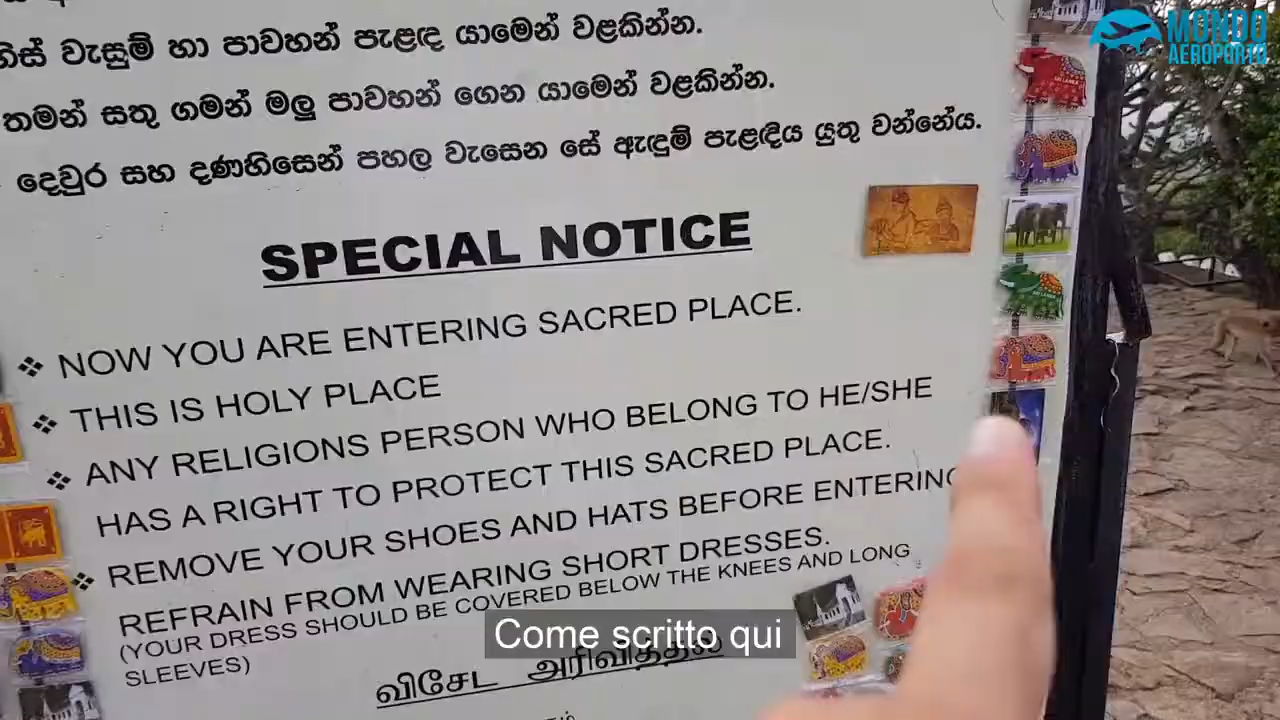 වැසුම් හා පාවහන් පැළඳ යාමෙන් වළකින්න.
තමන් සතු ගමන් මලු පාවහන් ගෙන යාමෙන් වළකින්න.
දෙවුර සහ දණහිසෙන් පහල වැසෙන සේ ඇඳුම් පැළඳිය යුතු වන්නේය.
SPECIAL NOTICE
❖ NOW YOU ARE ENTERING SACRED PLACE.
❖ THIS IS HOLY PLACE
❖ ANY RELIGIONS PERSON WHO BELONG TO HE/SHE
HAS A RIGHT TO PROTECT THIS SACRED PLACE.
❖ REMOVE YOUR SHOES AND HATS BEFORE ENTERING
REFRAIN FROM WEARING SHORT DRESSES.
(YOUR DRESS SHOULD BE COVERED BELOW THE KNEES AND LONG
SLEEVES)
விசேட அறிவித்தல்
Come scritto qui
MONDO
AEROPORTO